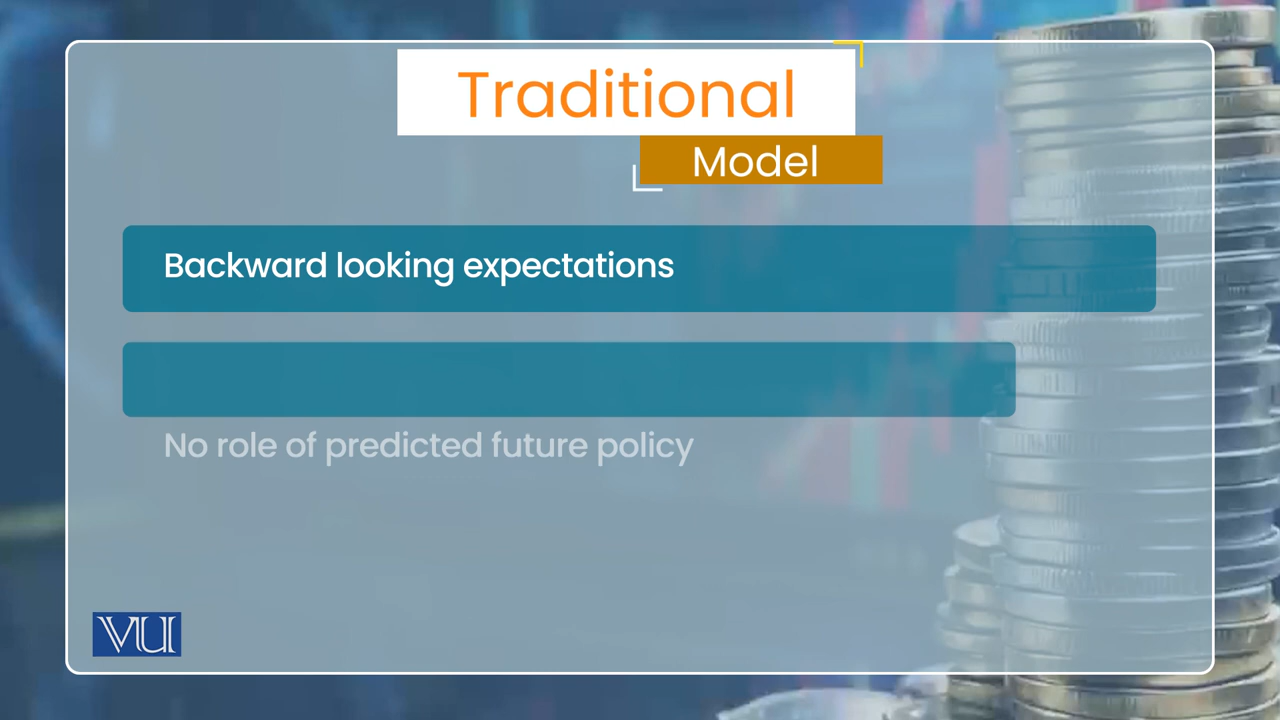 Traditional
Model
Backward looking expectations
No role of predicted future policy
VU